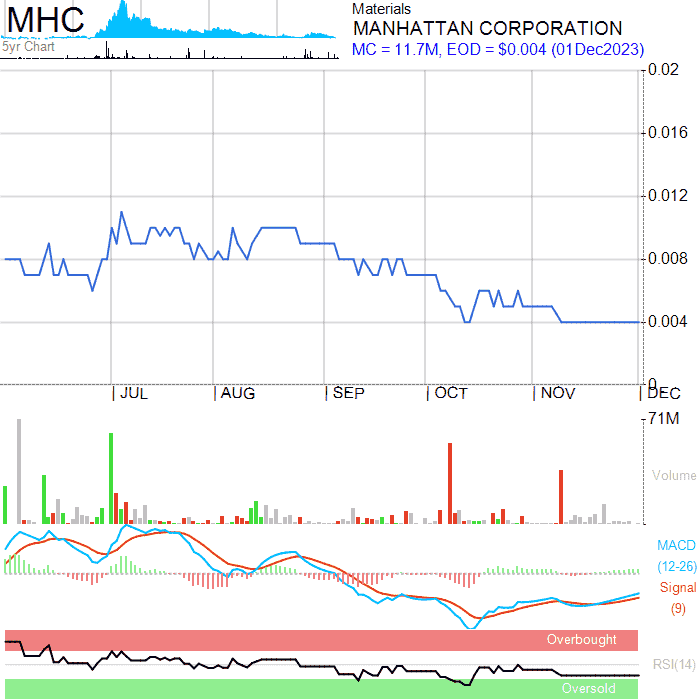 MHC
5yr Chart
Materials
MANHATTAN CORPORATION
MC = 11.7M, EOD = $0.004 (01Dec2023)
0.02
0.016
0.012
0.008
0.004
0
JUL
AUG
SEP
OCT
NOV
DEC
71M
Volume
MACD
(12-26)
Signal
(9)
Overbought
RSI(14)
Oversold